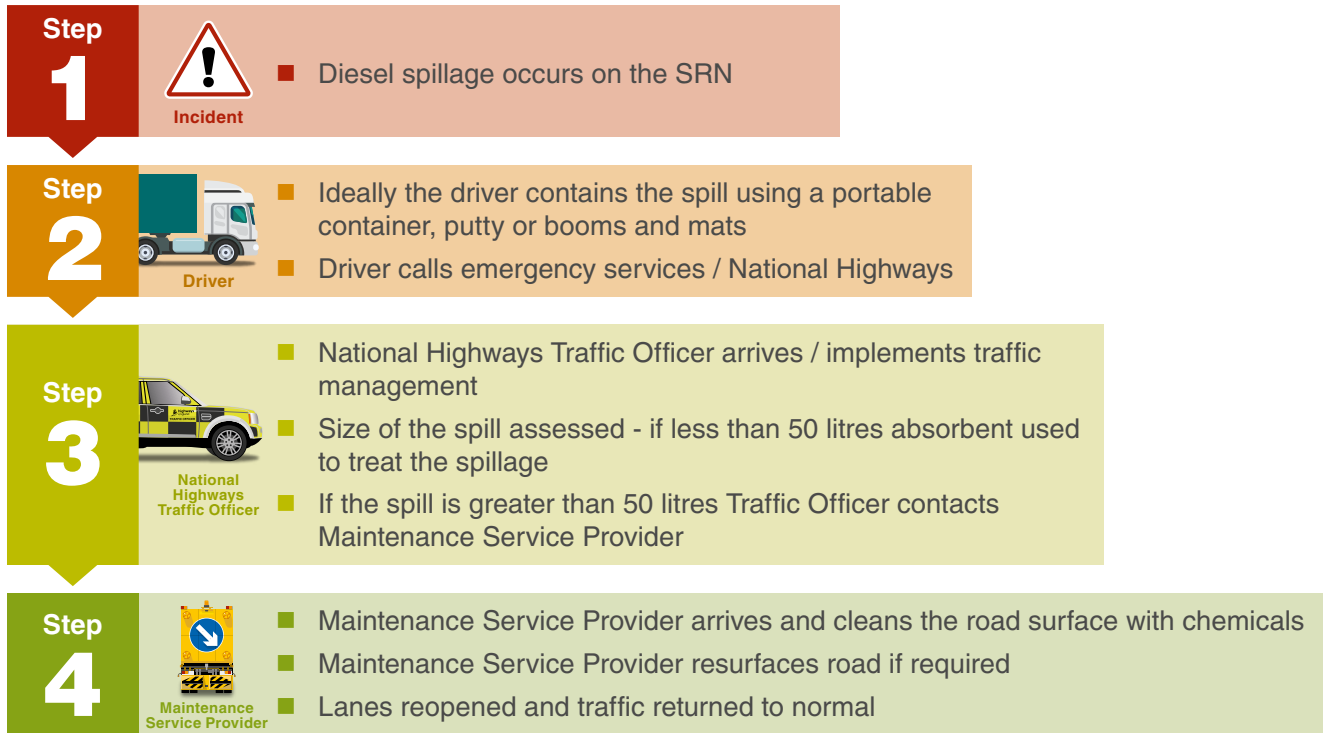 Step
1
Incident
Diesel spillage occurs on the SRN
Step
2
Driver
Ideally the driver contains the spill using a portable
container, putty or booms and mats
Driver calls emergency services / National Highways
Step
3
National
Highways
Traffic Officer
National Highways Traffic Officer arrives / implements traffic
management
Size of the spill assessed - if less than 50 litres absorbent used
to treat the spillage
If the spill is greater than 50 litres Traffic Officer contacts
Maintenance Service Provider
Step
4
Maintenance
Service Provider
Maintenance Service Provider arrives and cleans the road surface with chemicals
Maintenance Service Provider resurfaces road if required
Lanes reopened and traffic returned to normal